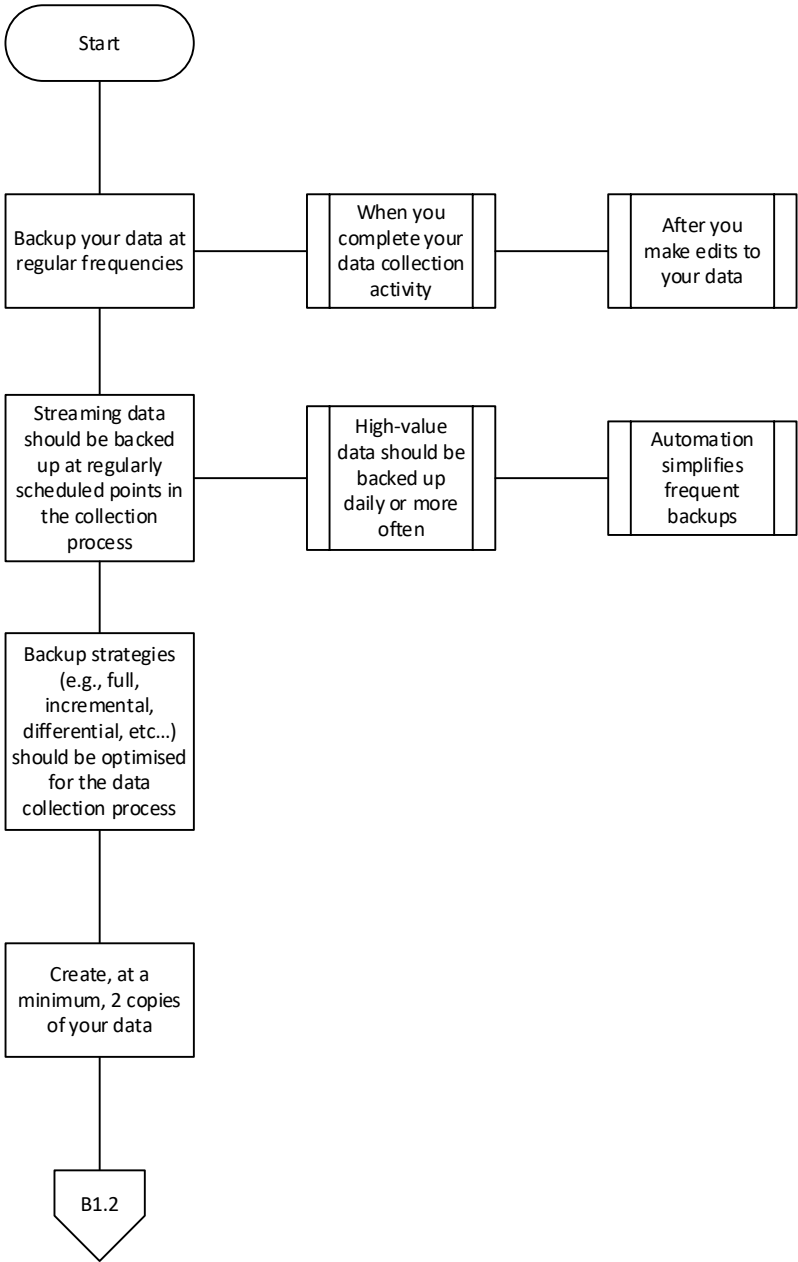 Start
Backup your data at
regular frequencies
When you
complete your
data collection
activity
After you
make edits to
your data
Streaming data
should be backed
up at regularly
scheduled points in
the collection
process
High-value
data should be
backed up
daily or more
often
Automation
simplifies
frequent
backups
Backup strategies
(e.g., full,
incremental,
differential, etc...)
should be optimised
for the data
collection process
Create, at a
minimum, 2 copies
of your data
B1.2